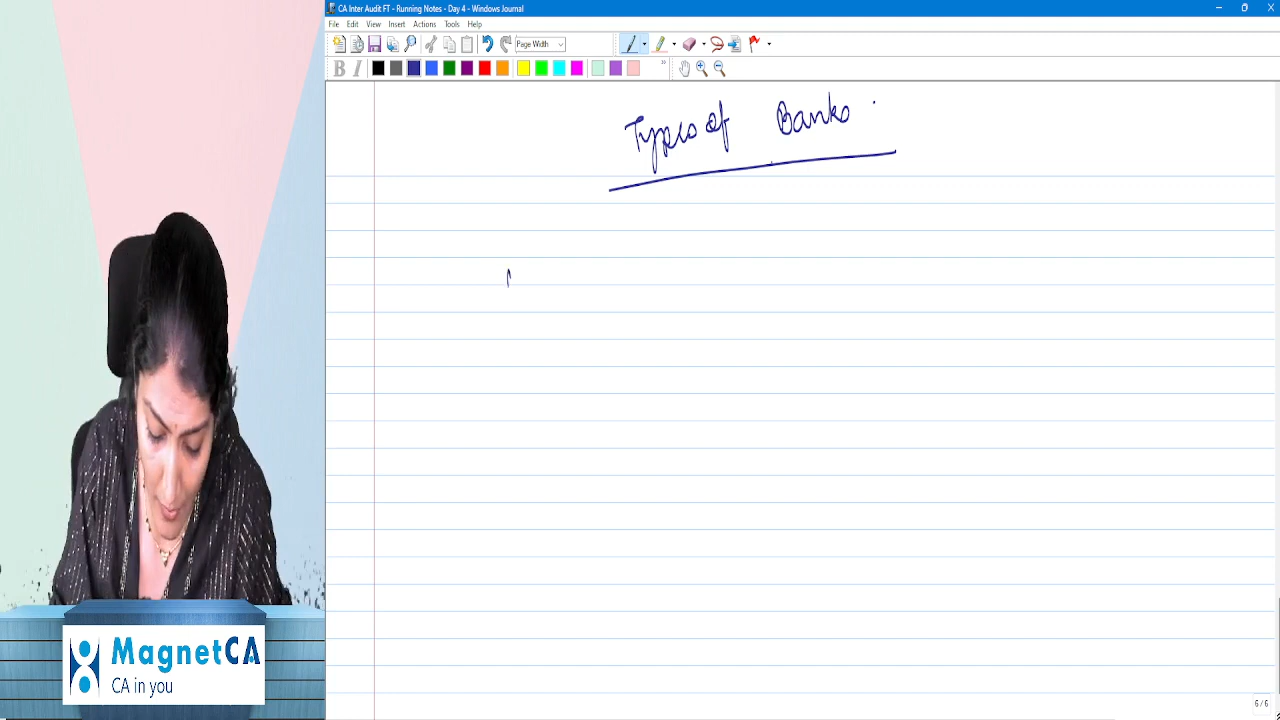 CA Inter Audit FT - Running Notes - Day 4 - Windows Journal
File Edit View Insert Actions Tools Help
Page Width
B I
Types of Banks
6 / 6
MagnetCA
CA in you